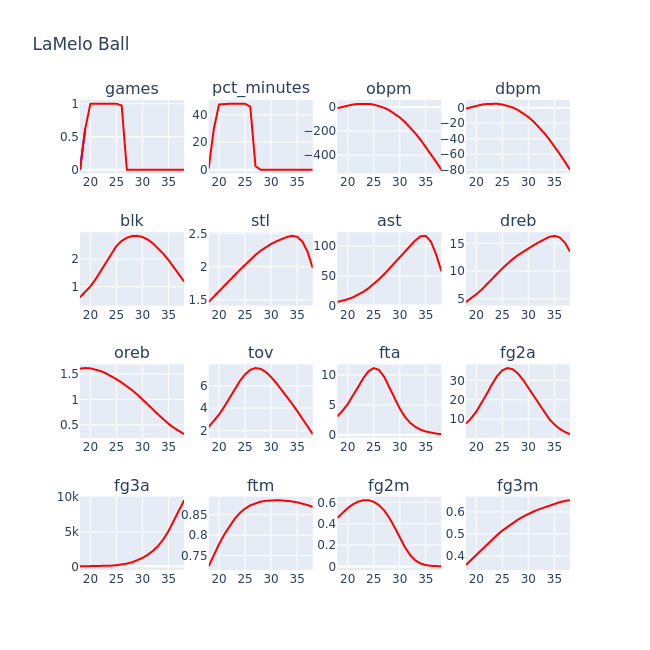 LaMelo Ball
games pct_minutes obpm dbpm
1 0.5 0 40 20 0 0 −200 −400 0 −20 −40 −60 −80
20 25 30 35 20 25 30 35 20 25 30 35 20 25 30 35
blk stl ast dreb
2 1 2.5 2 1.5 100 50 0 15 10 5
20 25 30 35 20 25 30 35 20 25 30 35 20 25 30 35
oreb tov fta fg2a
1.5 1 0.5 6 4 2 10 5 0 30 20 10
20 25 30 35 20 25 30 35 20 25 30 35 20 25 30 35
fg3a ftm fg2m fg3m
10k 5k 0 0.85 0.8 0.75 0.6 0.4 0.2 0 0.6 0.5 0.4
20 25 30 35 20 25 30 35 20 25 30 35 20 25 30 35